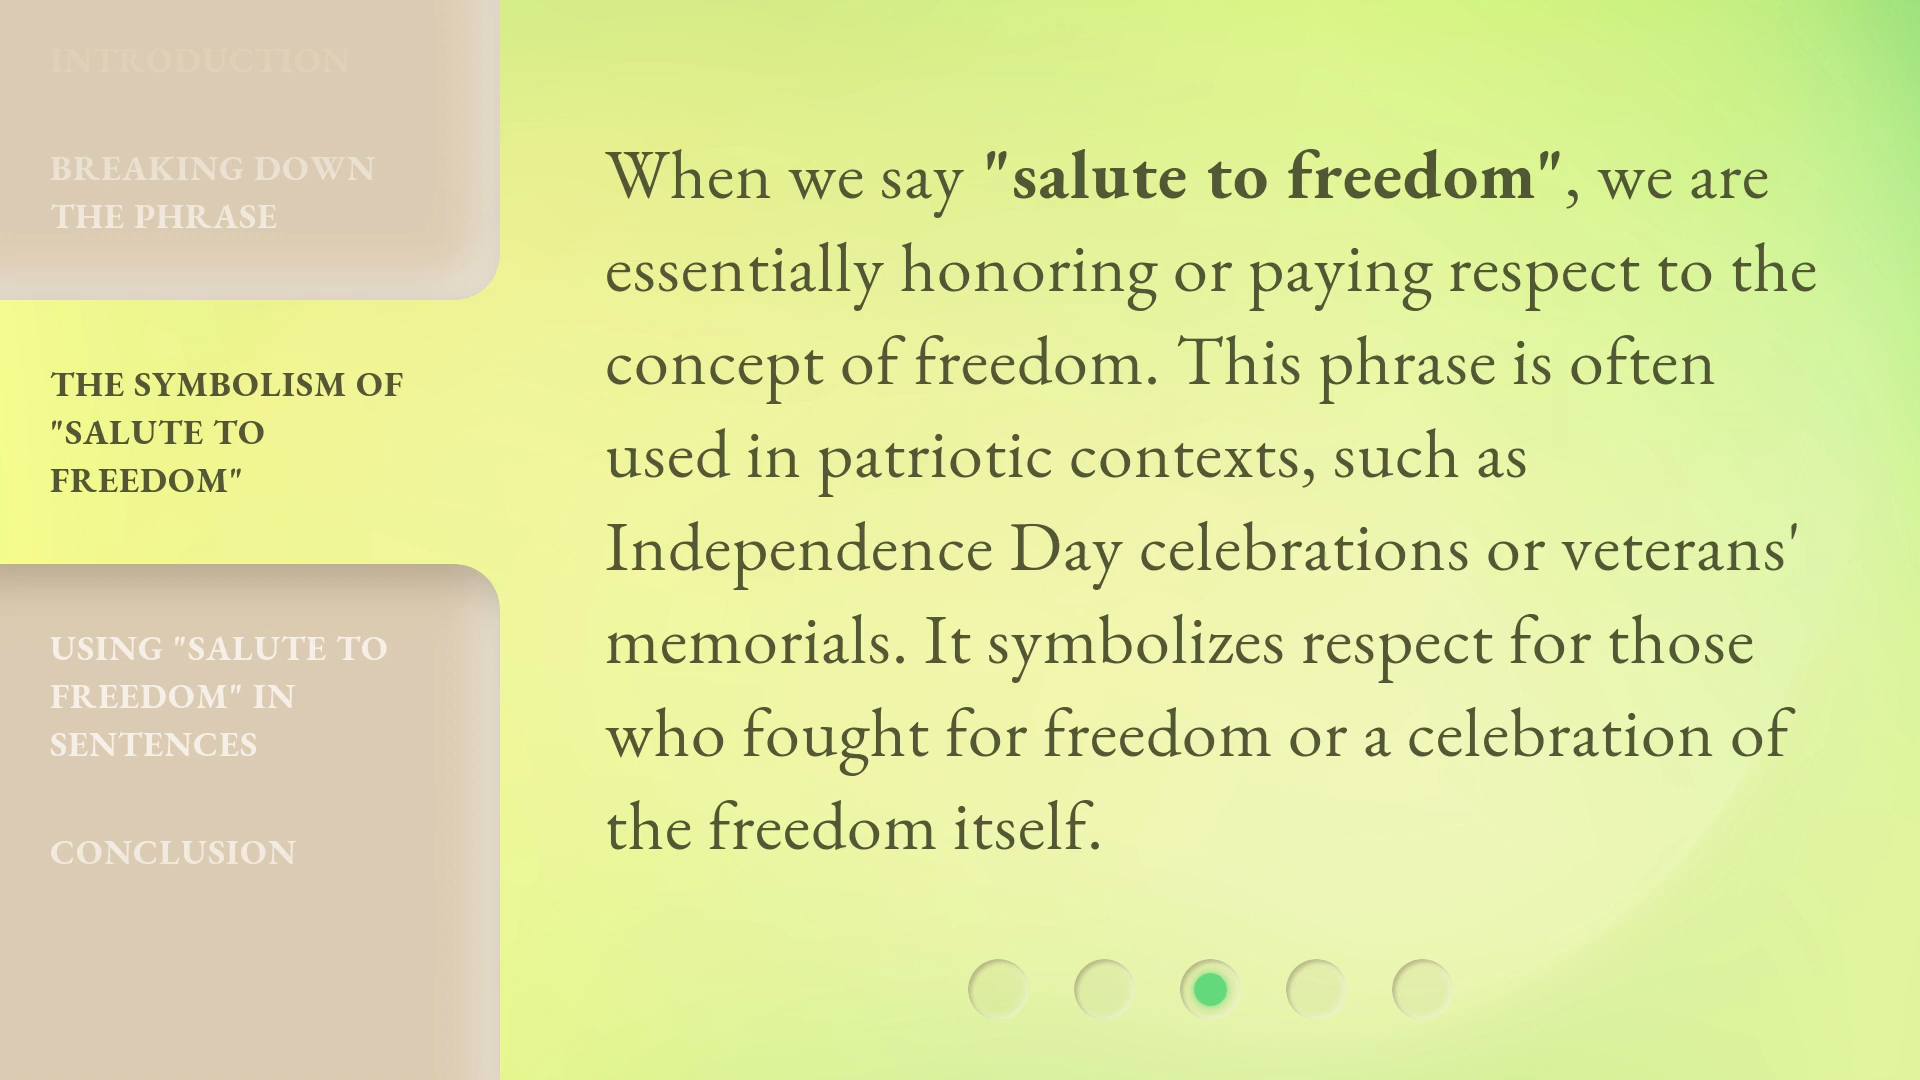 INTRODUCTION
BREAKING DOWN
THE PHRASE
THE SYMBOLISM OF
"SALUTE TO
FREEDOM"
USING "SALUTE TO
FREEDOM" IN
SENTENCES
CONCLUSION
When we say "salute to freedom", we are
essentially honoring or paying respect to the
concept of freedom. This phrase is often
used in patriotic contexts, such as
Independence Day celebrations or veterans'
memorials. It symbolizes respect for those
who fought for freedom or a celebration of
the freedom itself.